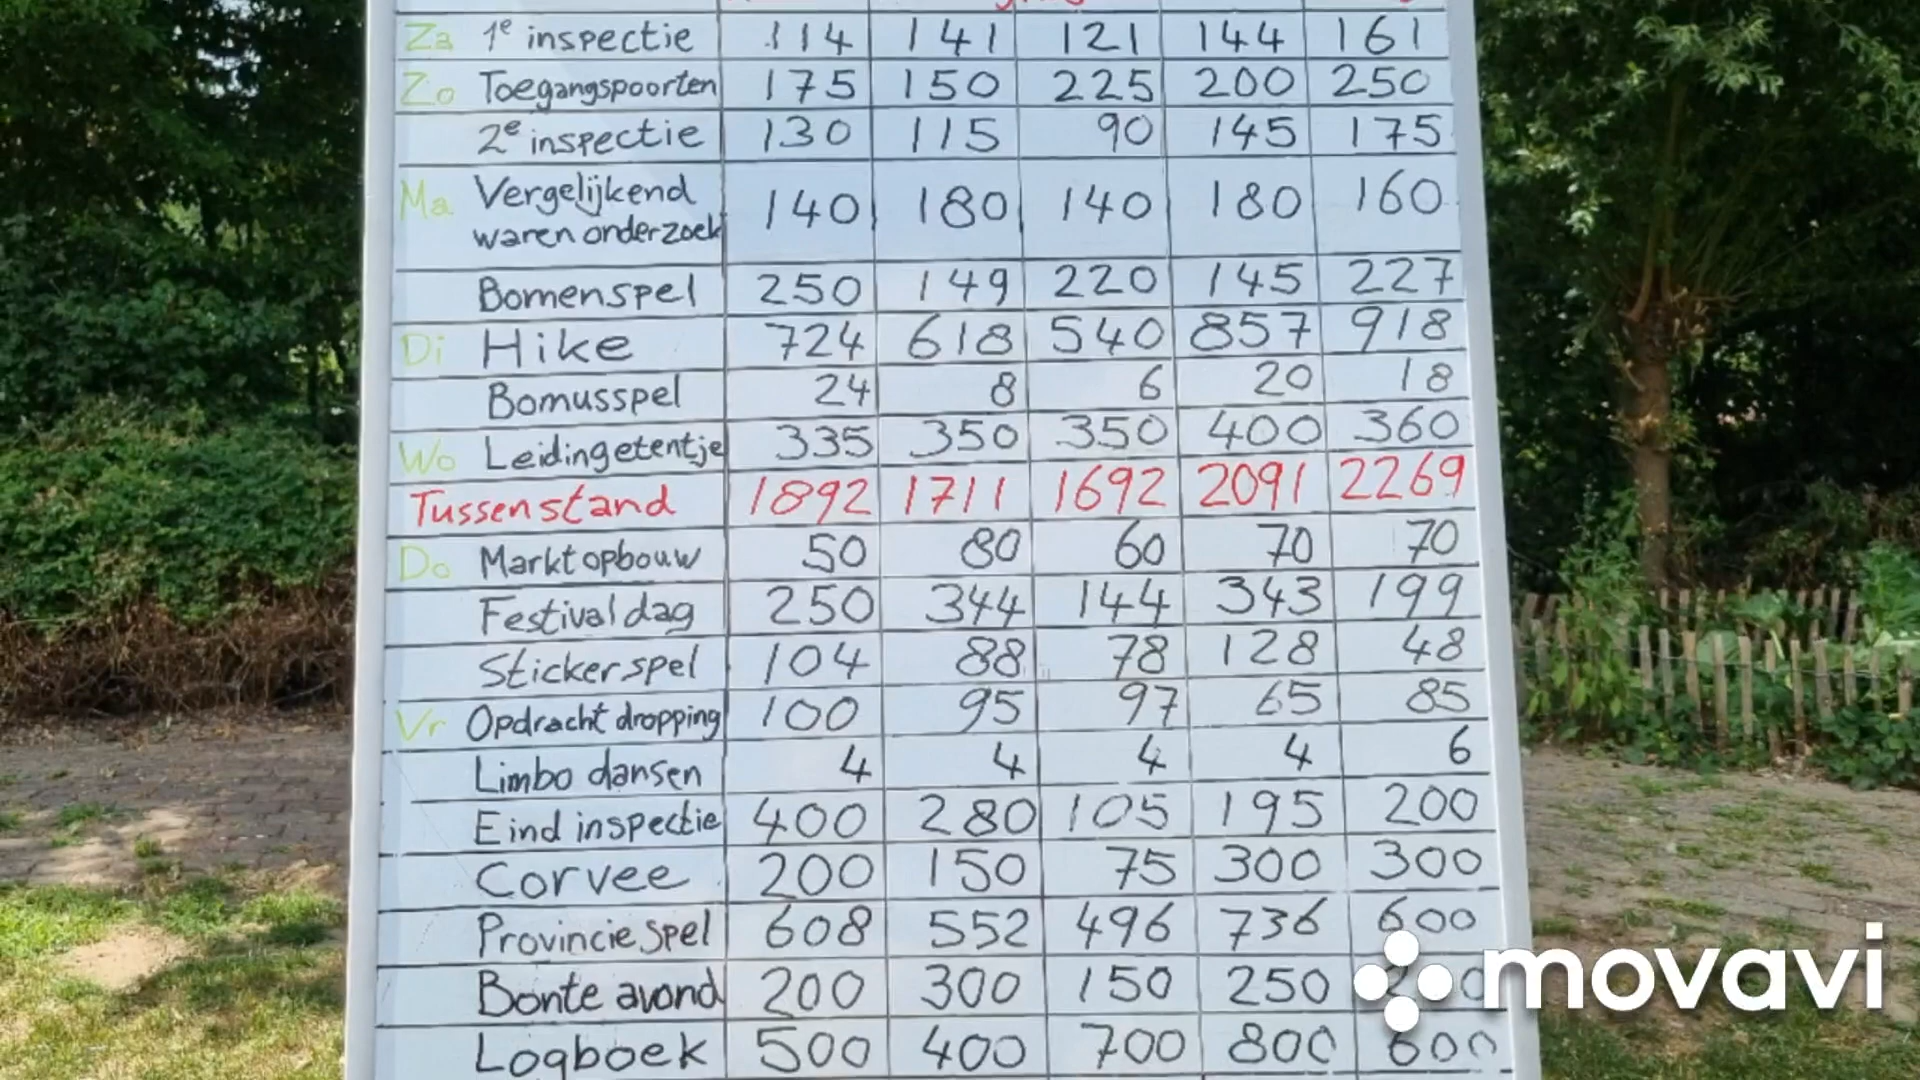 Za 1e inspectie 114 141 121 144 161
Zo Toegangspoorten 175 150 225 200 250
2e inspectie 130 115 90 145 175
Ma Vergelijkend 140 180 140 180 160
waren onderzoek
Bomenspel 250 149 220 145 227
Di Hike 724 618 540 857 918
Bomusspel 24 8 6 20 18
Wo Leidingetentje 335 350 350 400 360
Tussenstand 1892 1711 1692 2091 2269
Do Marktopbouw 50 80 60 70 70
Festivaldag 250 344 144 343 199
Stickerspel 104 88 78 128 48
Vr Opdracht dropping 100 95 97 65 85
Limbo dansen 4 4 4 4 6
Eind inspectie 400 280 105 195 200
Corvee 200 150 75 300 300
Provincie spel 608 552 496 736 600
Bonte avond 200 300 150 250
Logboek 500 400 700 800 600
movavi